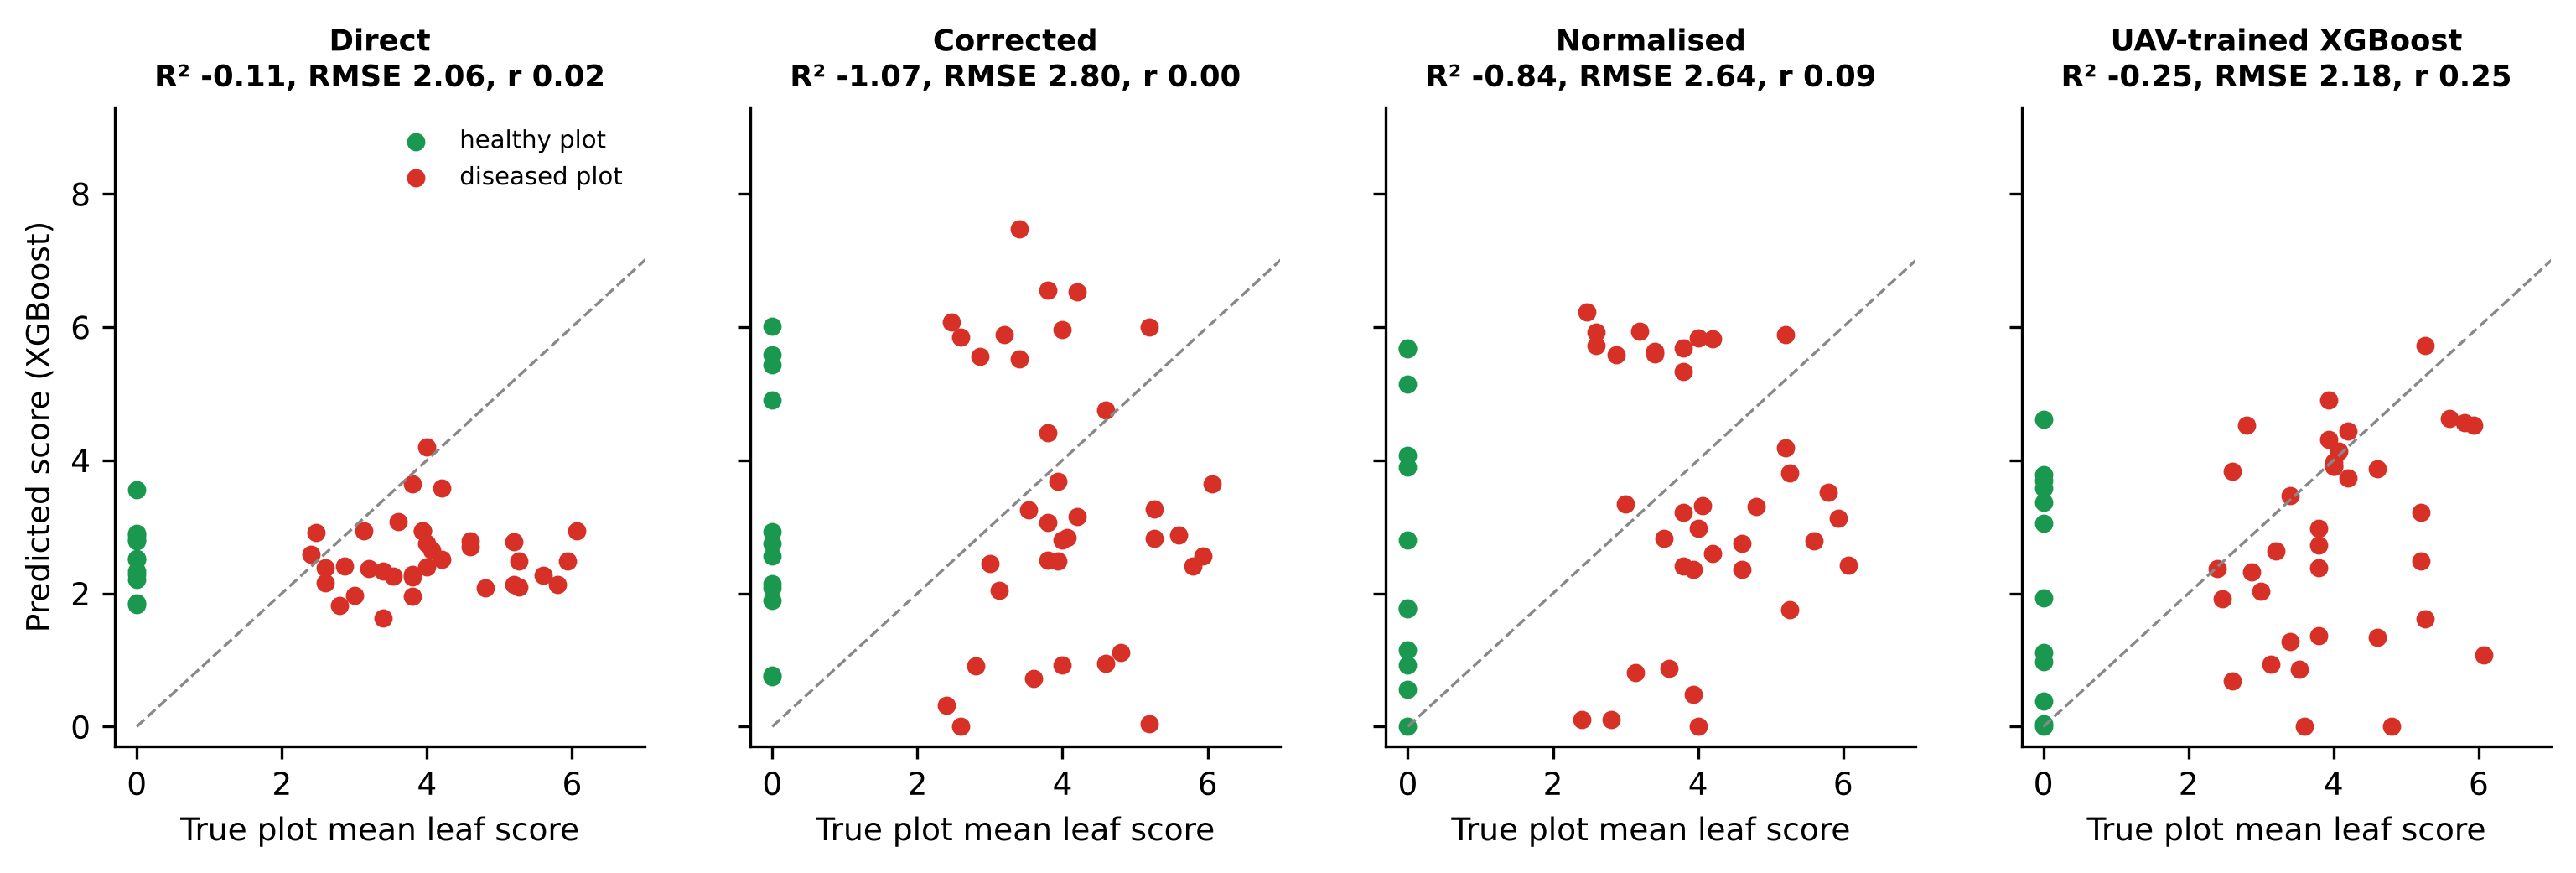 Direct
R² -0.11, RMSE 2.06, r 0.02
Corrected
R² -1.07, RMSE 2.80, r 0.00
Normalised
R² -0.84, RMSE 2.64, r 0.09
UAV-trained XGBoost
R² -0.25, RMSE 2.18, r 0.25
healthy plot
diseased plot
Predicted score (XGBoost)
8
6
4
2
0
0 2 4 6
0 2 4 6
0 2 4 6
0 2 4 6
True plot mean leaf score
True plot mean leaf score
True plot mean leaf score
True plot mean leaf score